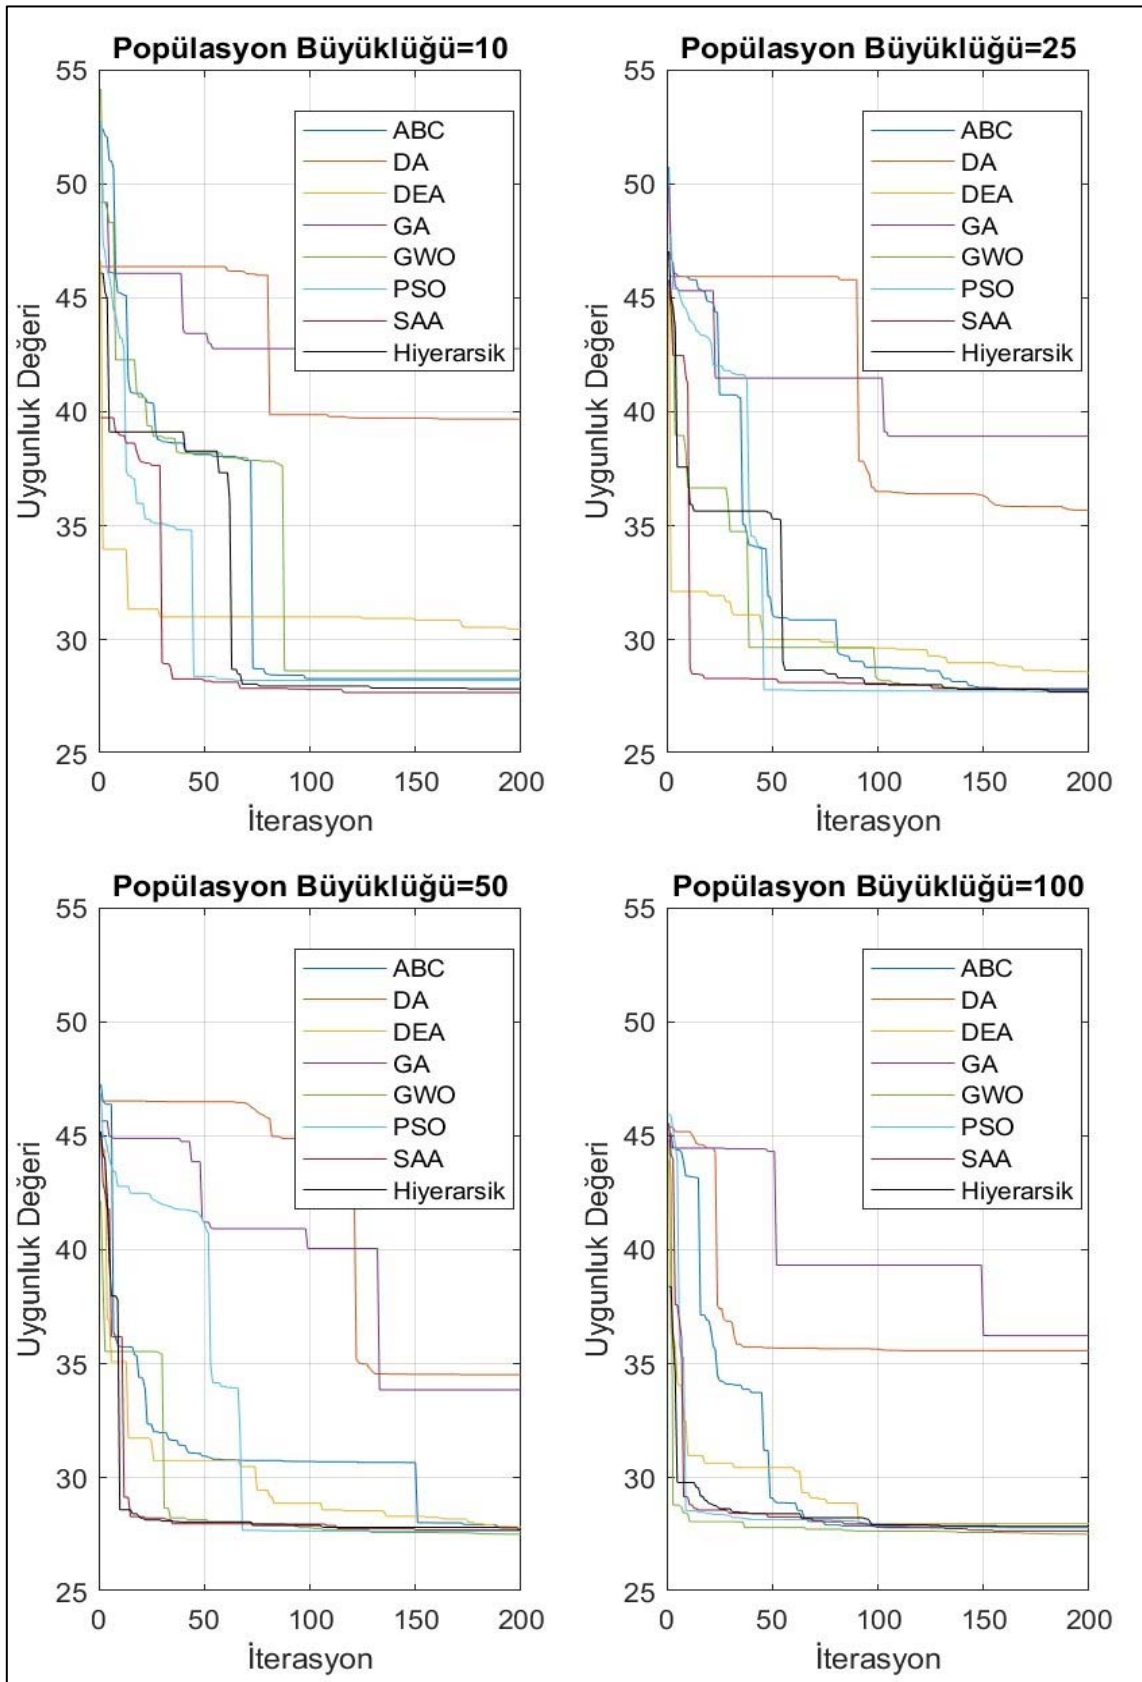 Popülasyon Büyüklüğü=10
55
50
45
40
35
30
25
Uygunluk Değeri
ABC
DA
DEA
GA
GWO
PSO
SAA
Hiyerarsik
0 50 100 150 200
İterasyon
Popülasyon Büyüklüğü=25
55
50
45
40
35
30
25
Uygunluk Değeri
ABC
DA
DEA
GA
GWO
PSO
SAA
Hiyerarsik
0 50 100 150 200
İterasyon
Popülasyon Büyüklüğü=50
55
50
45
40
35
30
25
Uygunluk Değeri
ABC
DA
DEA
GA
GWO
PSO
SAA
Hiyerarsik
0 50 100 150 200
İterasyon
Popülasyon Büyüklüğü=100
55
50
45
40
35
30
25
Uygunluk Değeri
ABC
DA
DEA
GA
GWO
PSO
SAA
Hiyerarsik
0 50 100 150 200
İterasyon